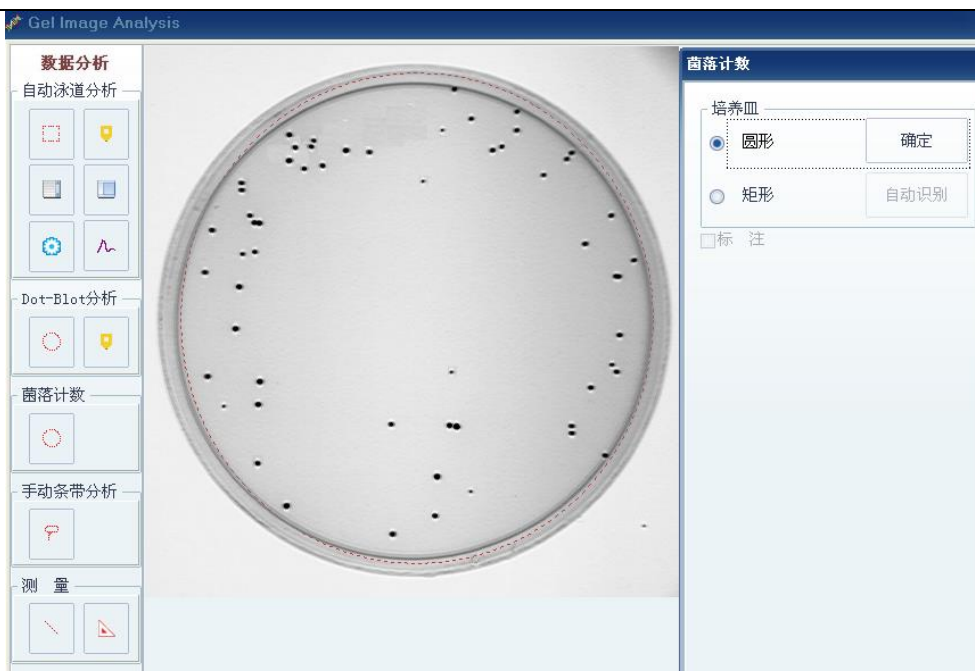 Gel Image Analysis
数据分析
自动泳道分析
Dot-Blot分析
菌落计数
手动条带分析
测 量
菌落计数
培养皿
圆形
确定
矩形
自动识别
标 注